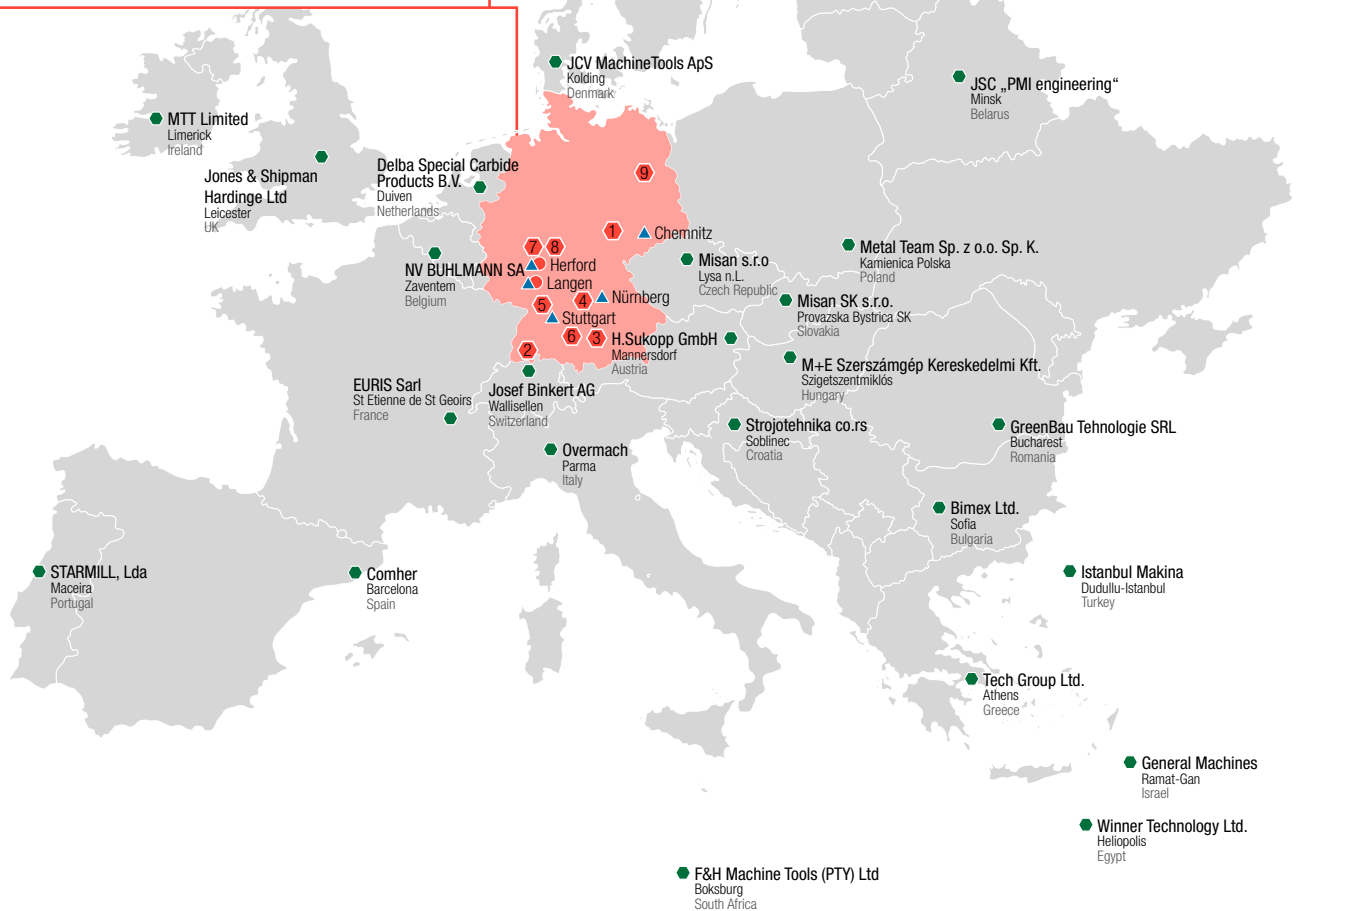 JCV MachineTools ApS
Kolding
Denmark
JSC „PMI engineering“
Minsk
Belarus
MTT Limited
Limerick
Ireland
Jones & Shipman
Hardinge Ltd
Leicester
UK
Delba Special Carbide
Products B.V.
Duiven
Netherlands
9
1
Chemnitz
7
8
Herford
Langen
5
4
Nürnberg
Stuttgart
6
3
2
NV BUHLMANN SA
Zaventem
Belgium
Misan s.r.o
Lysa n.L.
Czech Republic
Metal Team Sp. z o.o. Sp. K.
Kamienica Polska
Poland
Misan SK s.r.o.
Provazska Bystrica SK
Slovakia
H.Sukopp GmbH
Mannersdorf
Austria
M+E Szerszámgép Kereskedelmi Kft.
Szigetszentmiklós
Hungary
EURIS Sarl
St Etienne de St Geoirs
France
Josef Binkert AG
Wallisellen
Switzerland
Strojotehnika co.rs
Soblinec
Croatia
GreenBau Tehnologie SRL
Bucharest
Romania
Overmach
Parma
Italy
Bimex Ltd.
Sofia
Bulgaria
STARMILL, Lda
Maceira
Portugal
Comher
Barcelona
Spain
Istanbul Makina
Dudullu-Istanbul
Turkey
Tech Group Ltd.
Athens
Greece
General Machines
Ramat-Gan
Israel
Winner Technology Ltd.
Heliopolis
Egypt
F&H Machine Tools (PTY) Ltd
Boksburg
South Africa